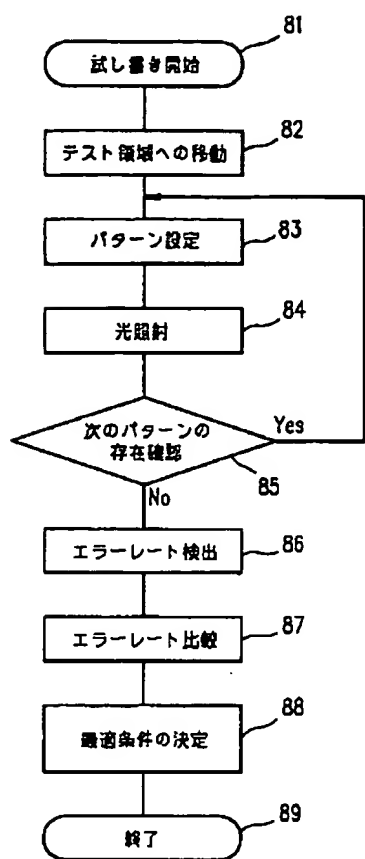 81
試し書き開始
82
テスト領域への移動
83
パターン設定
84
光照射
次のパターンの
存在確認
Yes
85
No
86
エラーレート検出
87
エラーレート比較
88
最適条件の決定
89
終了